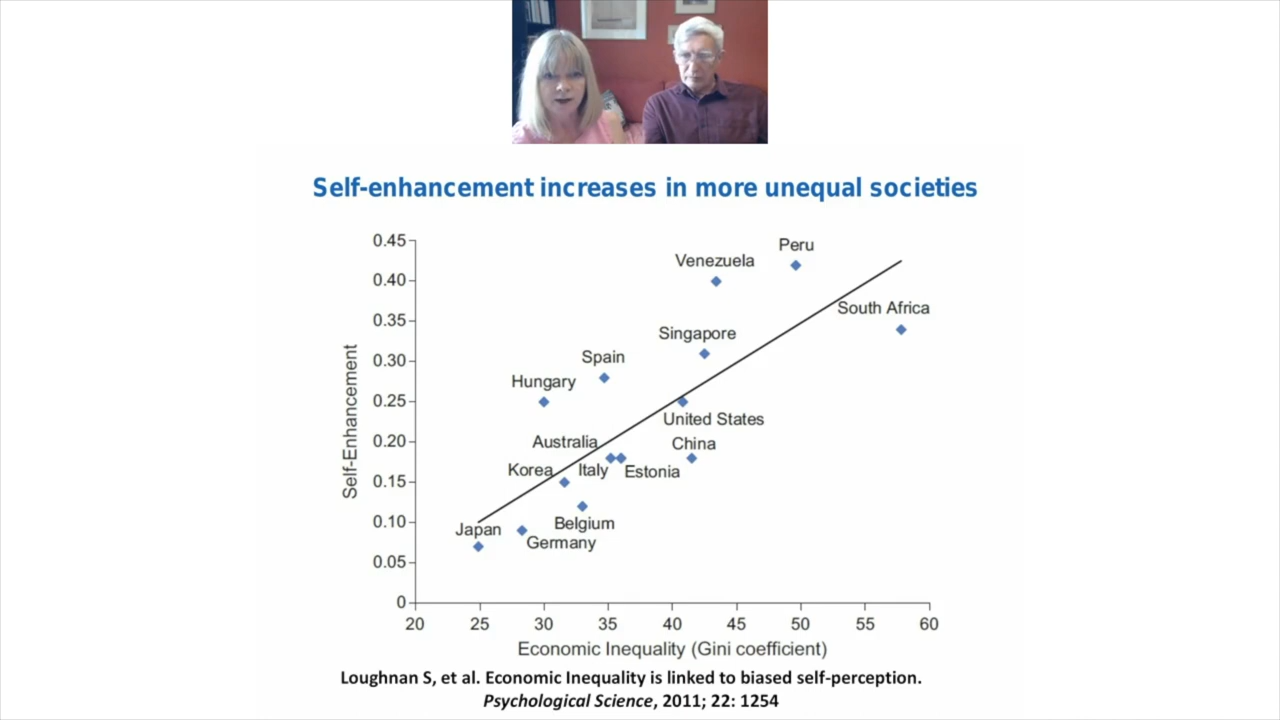 Self-enhancement increases in more unequal societies
0.45
0.40
0.35
0.30
0.25
0.20
0.15
0.10
0.05
0
Self-Enhancement
Peru
Venezuela
South Africa
Singapore
Spain
Hungary
United States
Australia
China
Korea
Italy
Estonia
Belgium
Japan
Germany
20 25 30 35 40 45 50 55 60
Economic Inequality (Gini coefficient)
Loughnan S, et al. Economic Inequality is linked to biased self-perception.
Psychological Science, 2011; 22: 1254